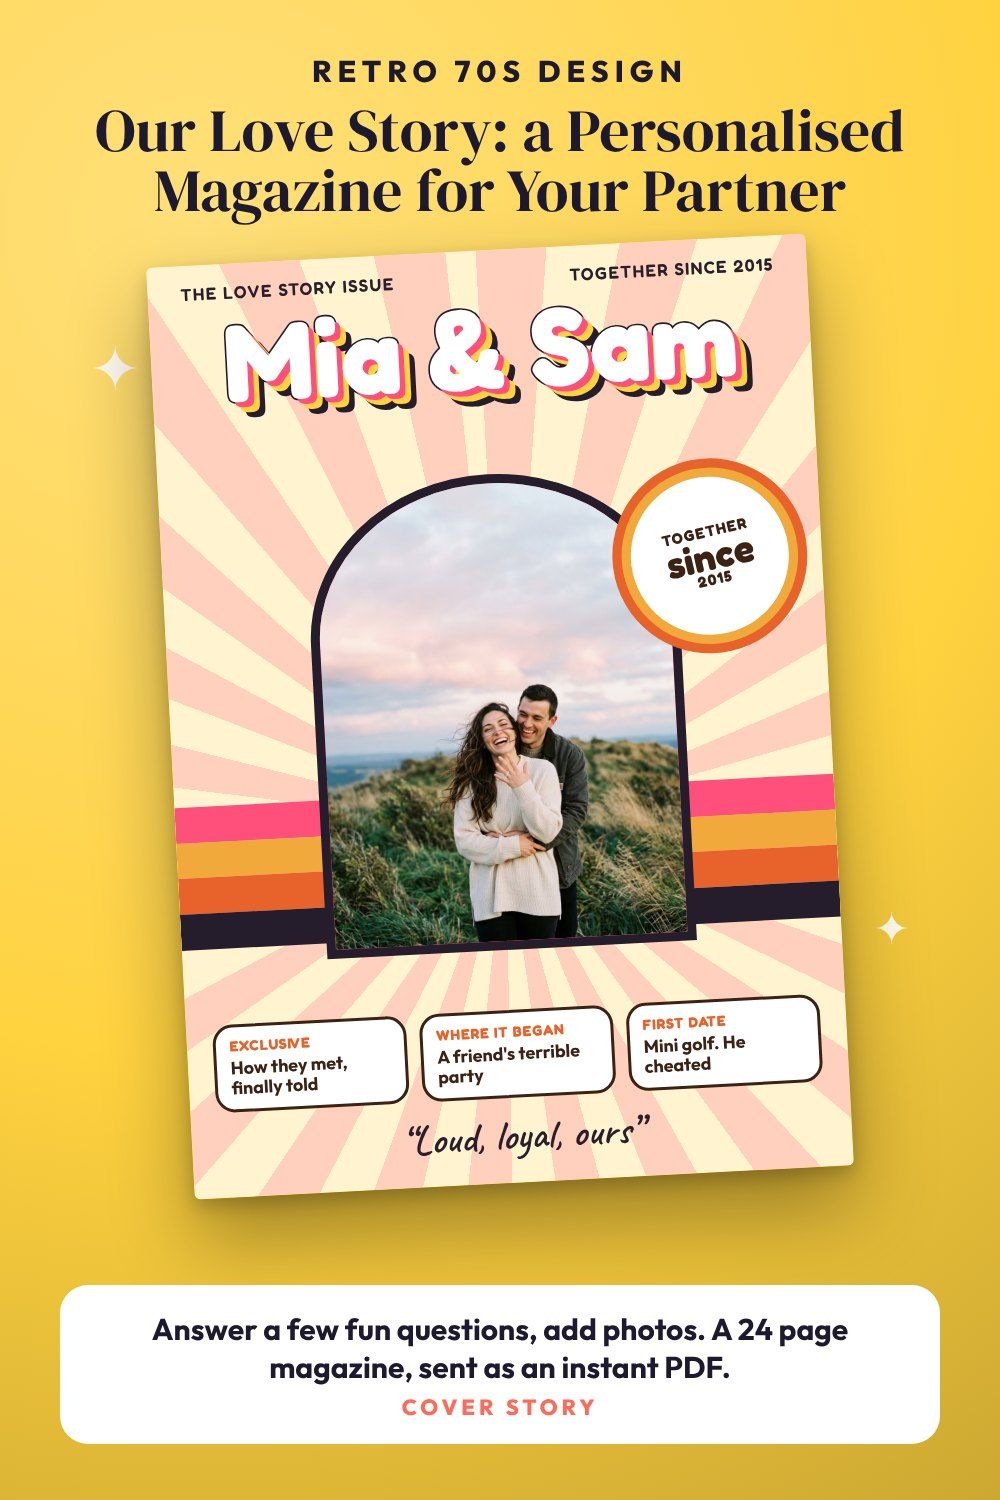 RETRO 70S DESIGN
Our Love Story: a Personalised
Magazine for Your Partner
THE LOVE STORY ISSUE
TOGETHER SINCE 2015
Mia & Sam
TOGETHER
since
2015
EXCLUSIVE
How they met,
finally told
WHERE IT BEGAN
A friend's terrible
party
FIRST DATE
Mini golf. He
cheated
“Loud, loyal, ours”
Answer a few fun questions, add photos. A 24 page
magazine, sent as an instant PDF.
COVER STORY